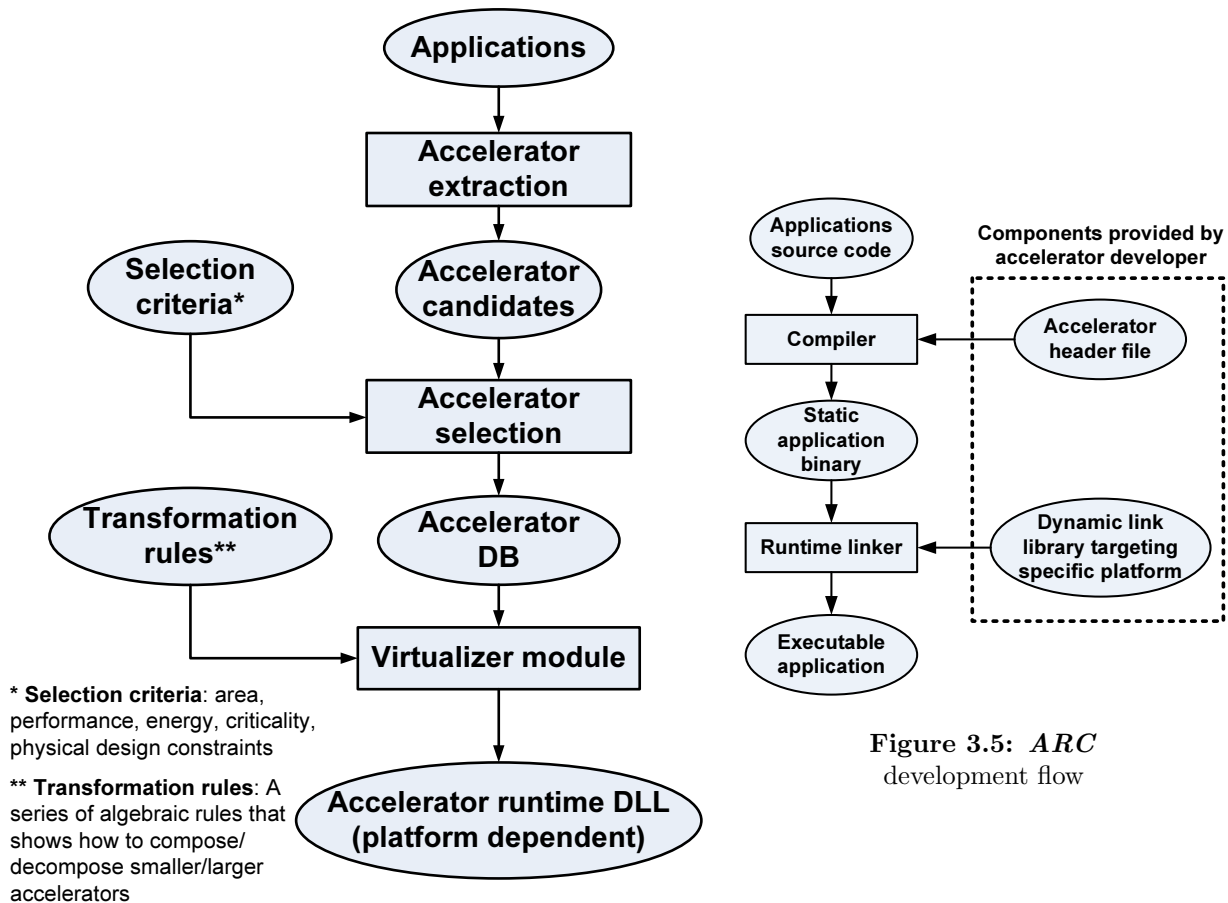 Applications
Accelerator
extraction
Selection
criteria*
Accelerator
candidates
Accelerator
selection
Transformation
rules**
Accelerator
DB
Virtualizer module
Accelerator runtime DLL
(platform dependent)
* Selection criteria: area,
performance, energy, criticality,
physical design constraints
** Transformation rules: A
series of algebraic rules that
shows how to compose/
decompose smaller/larger
accelerators
Applications
source code
Components provided by
accelerator developer
Compiler
Accelerator
header file
Static
application
binary
Runtime linker
Dynamic link
library targeting
specific platform
Executable
application
Figure 3.5: ARC
development flow